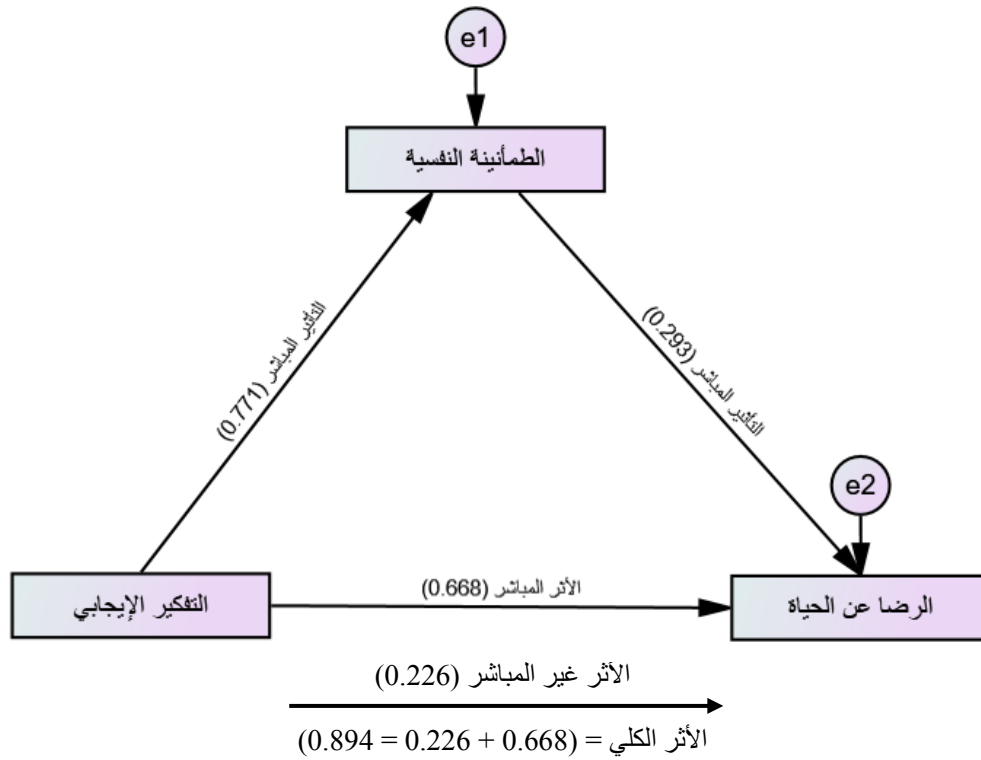 e1
الطمأنينة النفسية
التأثير المباشر (0.771)
التأثير المباشر (0.293)
e2
التفكير الإيجابي
الأثر المباشر (0.668)
الرضا عن الحياة
الأثر غير المباشر (0.226)
الأثر الكلي = (0.668 + 0.226 = 0.894)